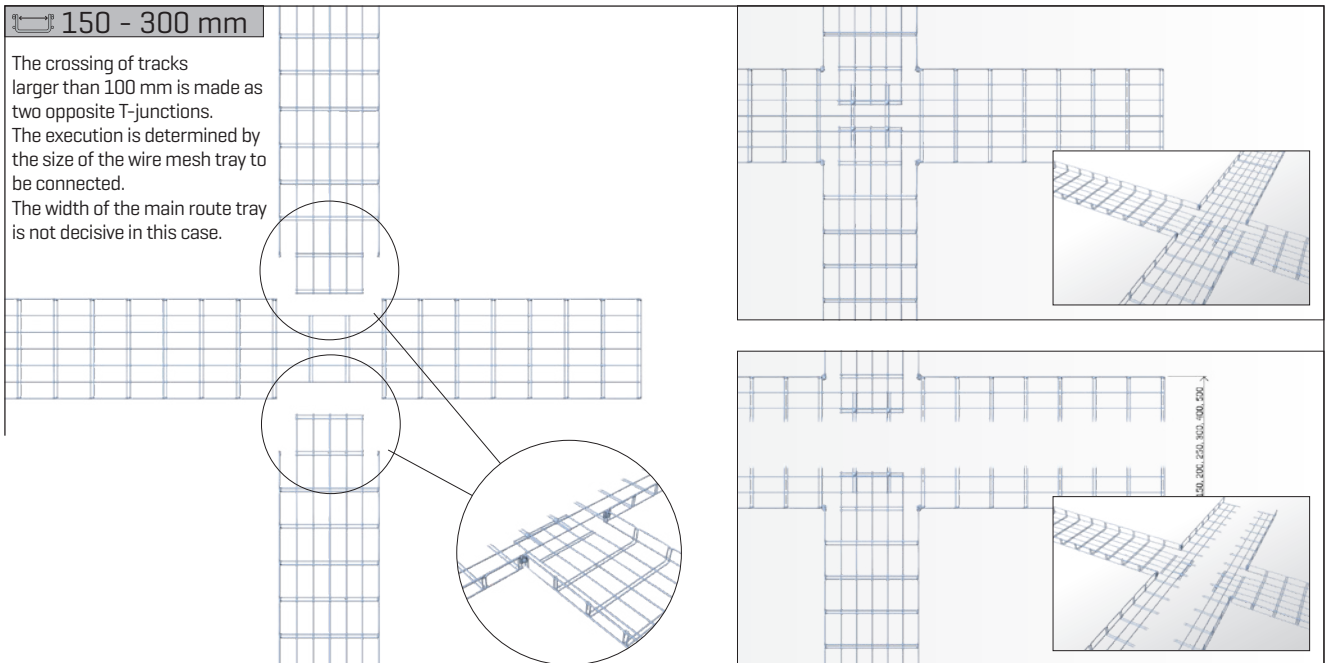 150 - 300 mm
The crossing of tracks
larger than 100 mm is made as
two opposite T-junctions.
The execution is determined by
the size of the wire mesh tray to
be connected.
The width of the main route tray
is not decisive in this case.
150, 200, 250, 300, 400, 500